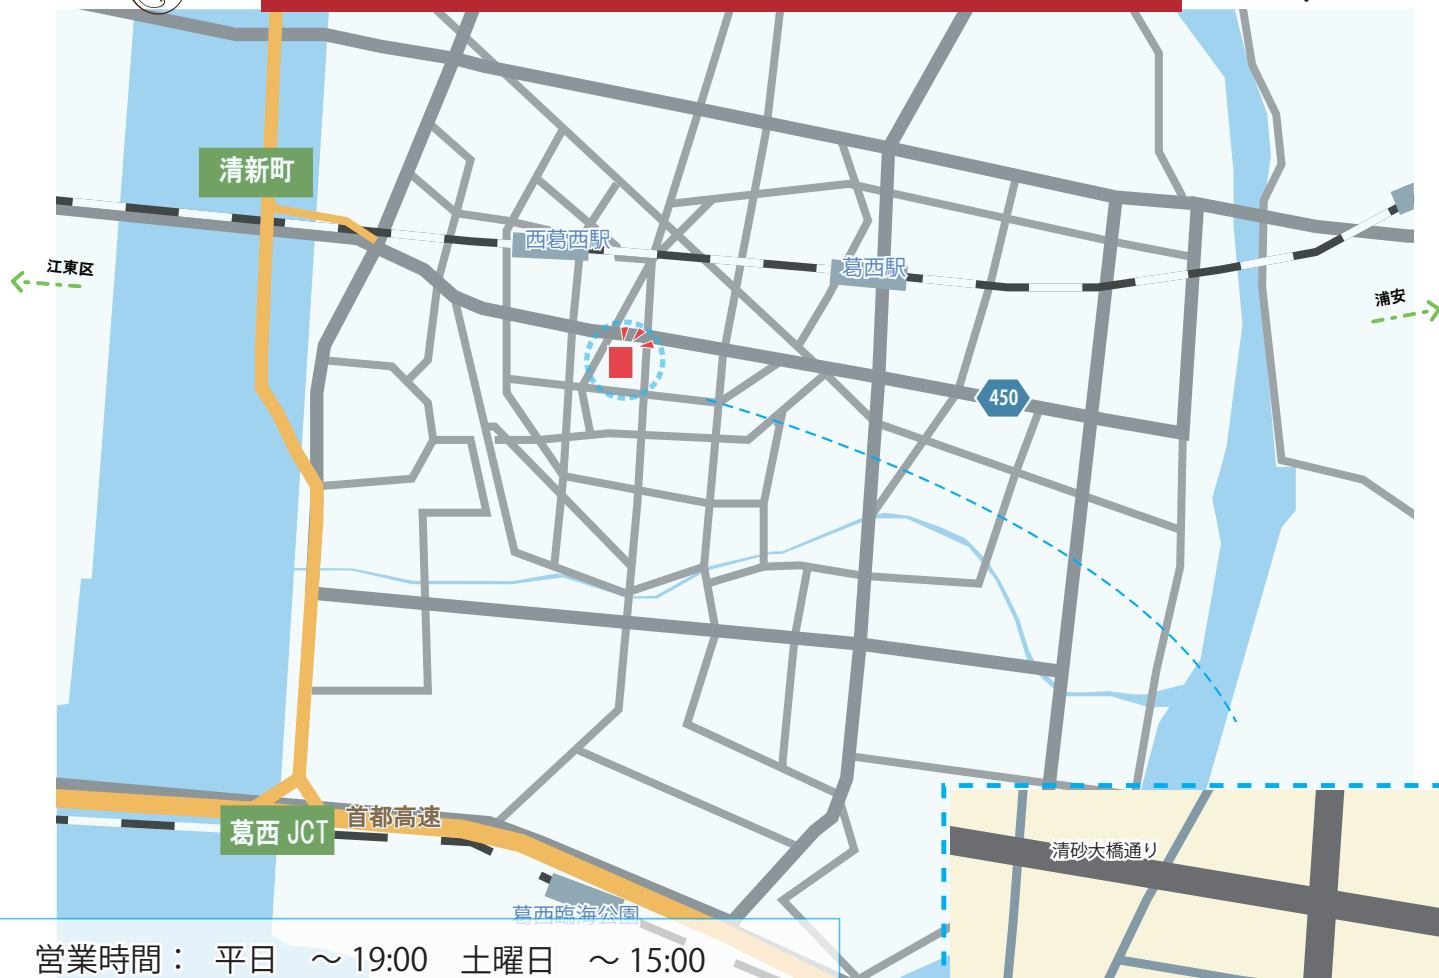 清新町
西葛西駅
葛西駅
江東区
浦安
450
首都高速
葛西 JCT
清砂大橋通り
葛西臨海公園
営業時間： 平日 ～ 19:00 土曜日 ～ 15:00